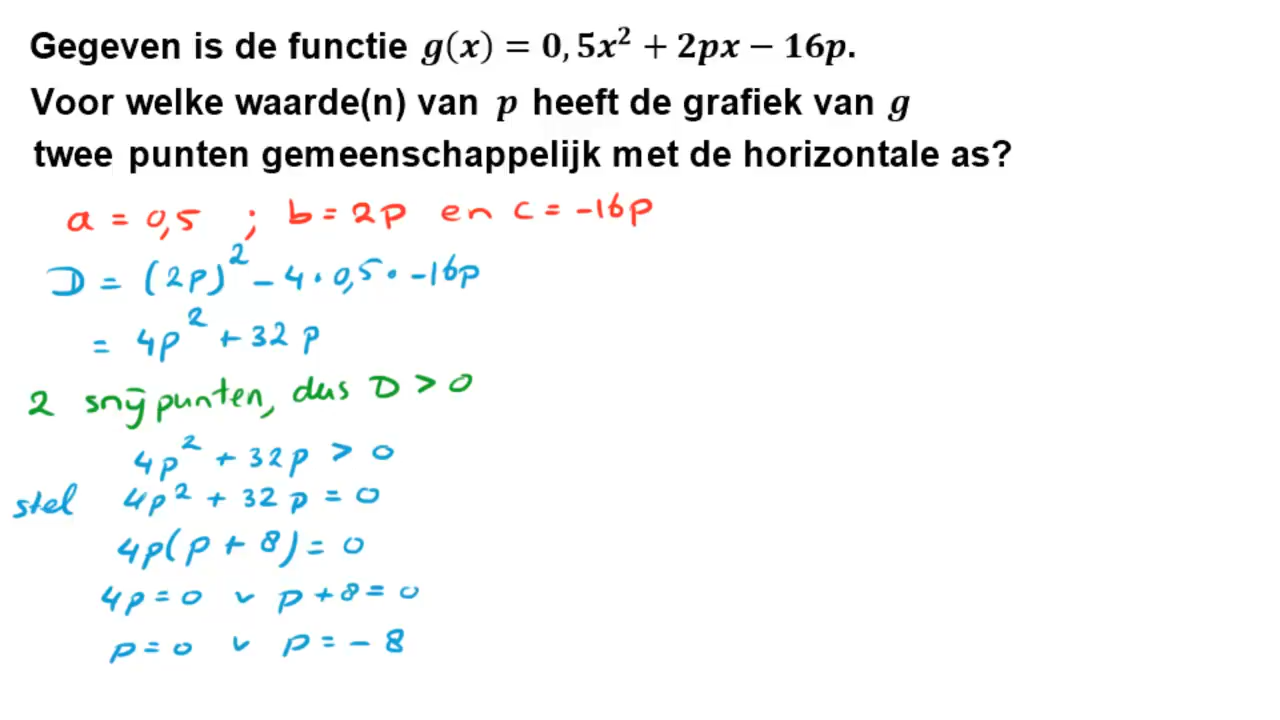 Gegeven is de functie g(x) = 0,5x² + 2px − 16p.
Voor welke waarde(n) van p heeft de grafiek van g
twee punten gemeenschappelijk met de horizontale as?
a = 0,5 ; b = 2p en c = -16p
D = (2p)² - 4 · 0,5 · -16p
= 4p² + 32p
2 snijpunten, dus D > 0
4p² + 32p > 0
stel 4p² + 32p = 0
4p(p + 8) = 0
4p = 0 ∨ p + 8 = 0
p = 0 ∨ p = - 8